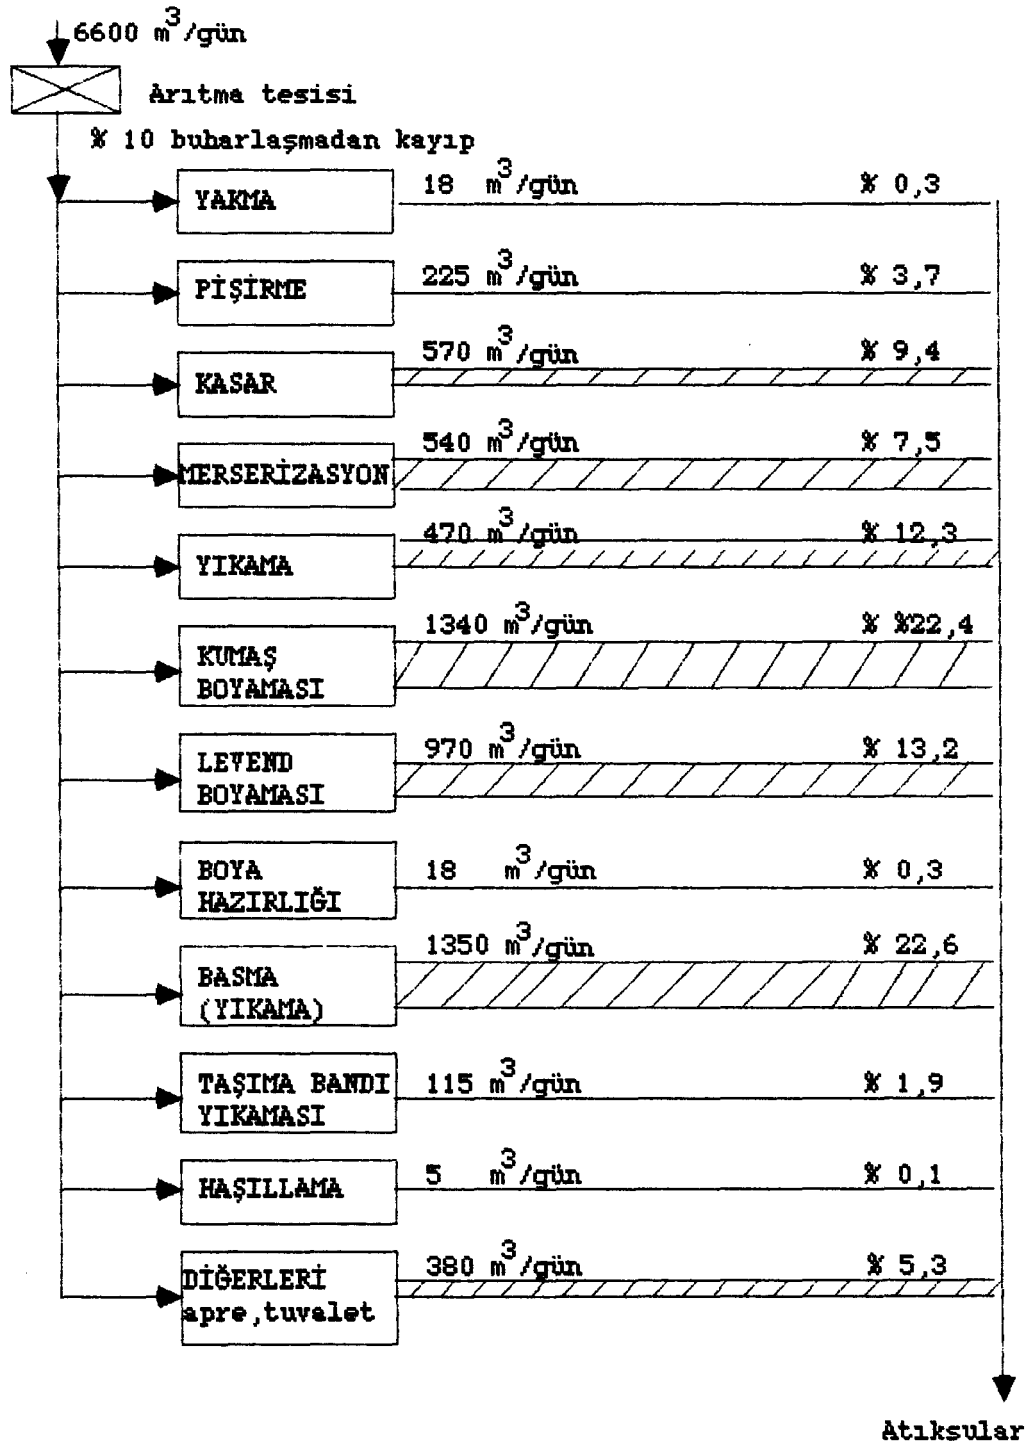 6600 m³/gün
Arıtma tesisi
% 10 buharlaşmadan kayıp
YAKMA 18 m³/gün % 0,3
PİŞİRME 225 m³/gün % 3,7
KASAR 570 m³/gün % 9,4
MERSERİZASYON 540 m³/gün % 7,5
YIKAMA 470 m³/gün % 12,3
KUMAŞ BOYAMASI 1340 m³/gün % %22,4
LEVEND BOYAMASI 970 m³/gün % 13,2
BOYA HAZIRLIĞI 18 m³/gün % 0,3
BASMA (YIKAMA) 1350 m³/gün % 22,6
TAŞIMA BANDI YIKAMASI 115 m³/gün % 1,9
HAŞILLAMA 5 m³/gün % 0,1
DİĞERLERİ apre,tuvalet 380 m³/gün % 5,3
Atıksular